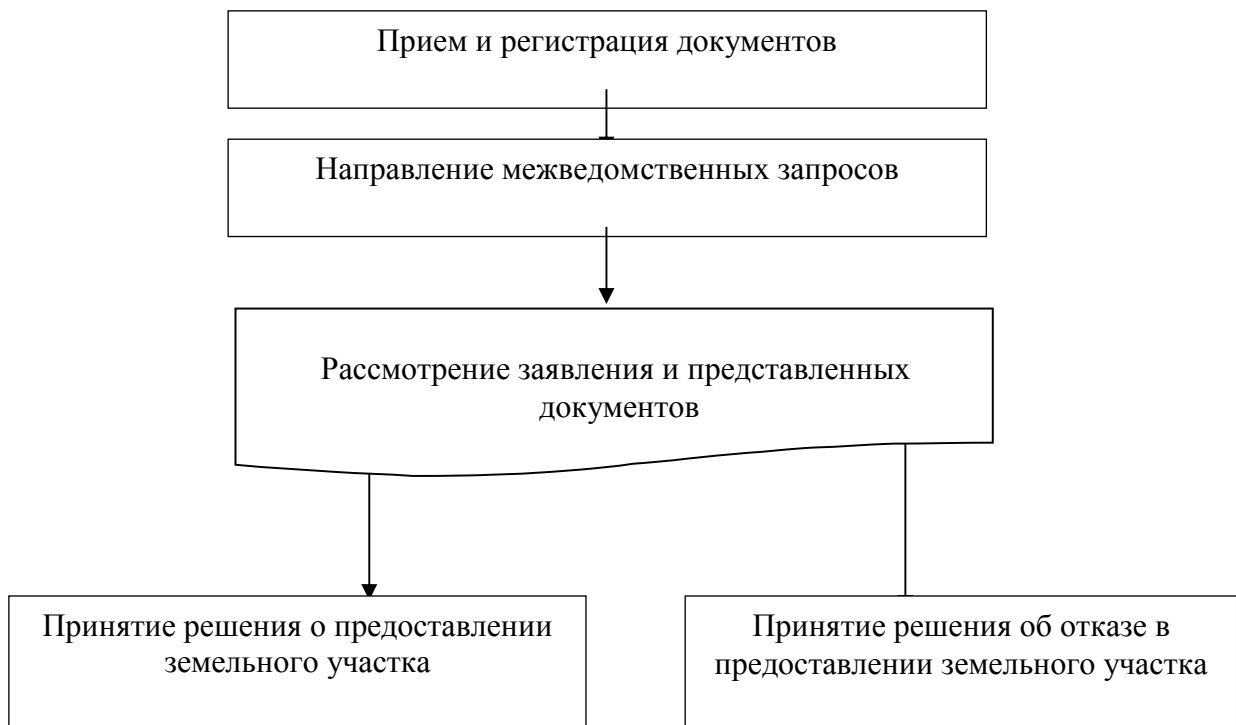 Прием и регистрация документов
Направление межведомственных запросов
Рассмотрение заявления и представленных
документов
Принятие решения о предоставлении
земельного участка
Принятие решения об отказе в
предоставлении земельного участка